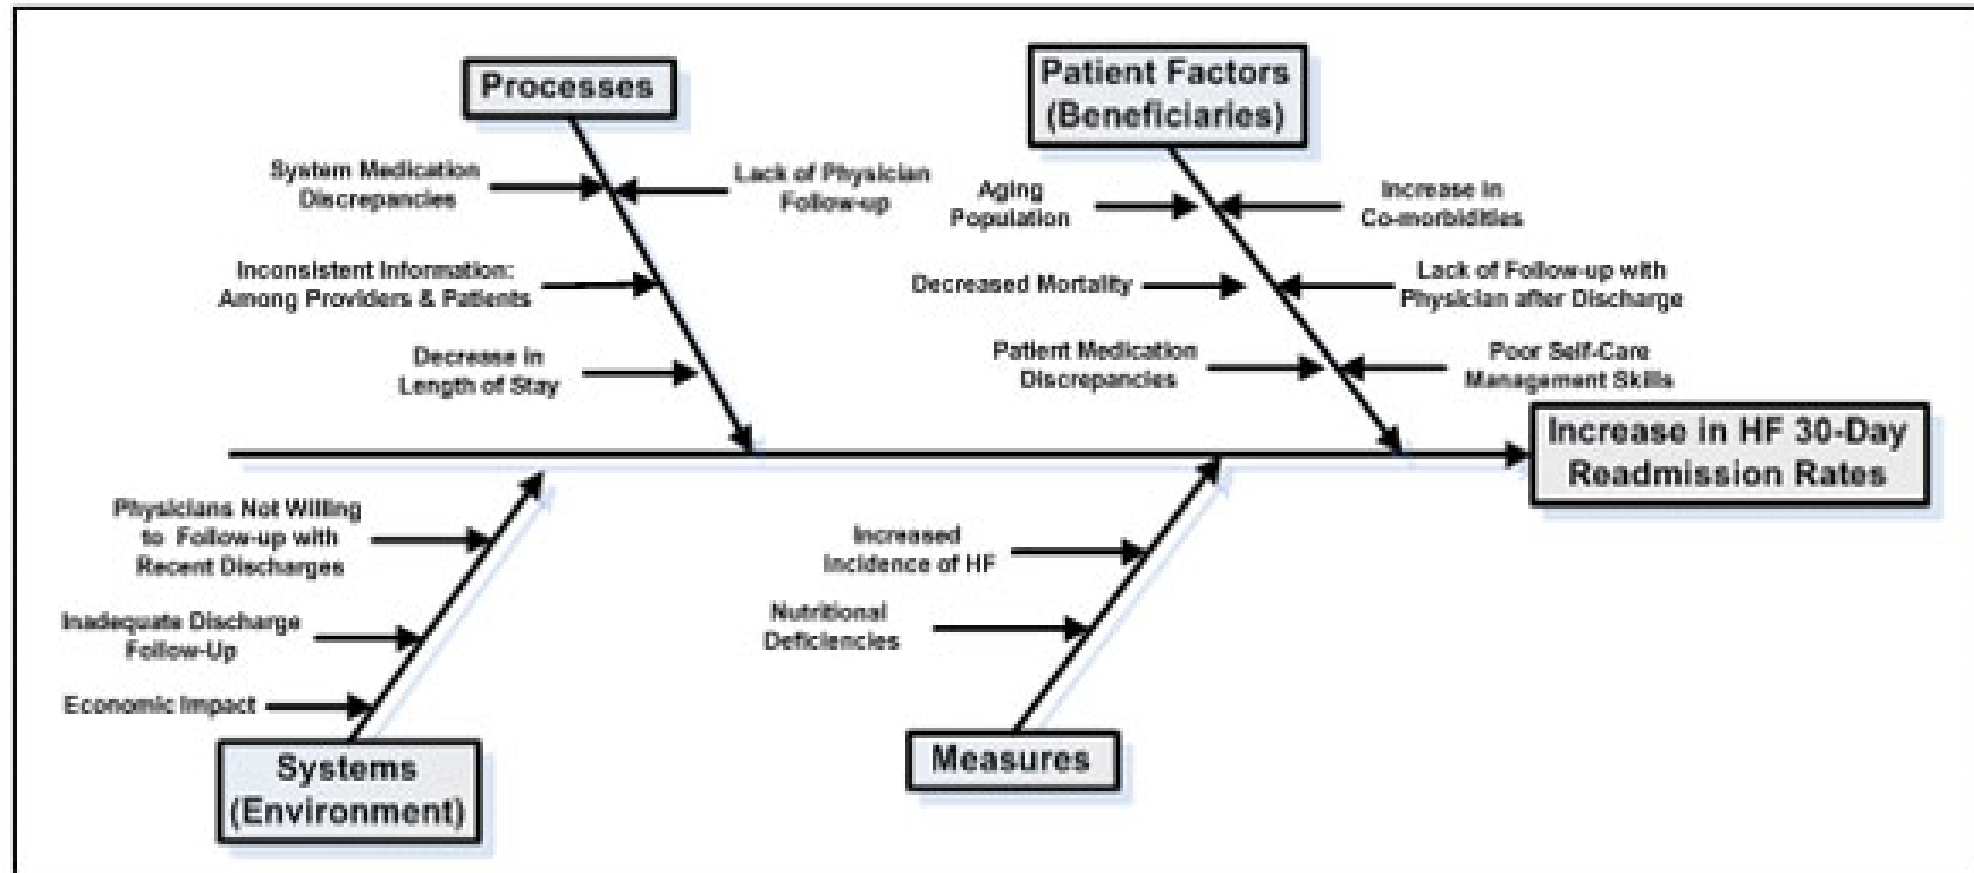 Processes
Patient Factors
(Beneficiaries)
System Medication
Discrepancies
Lack of Physician
Follow-up
Aging
Population
Increase in
Co-morbidities
Inconsistent Information:
Among Providers & Patients
Decreased Mortality
Lack of Follow-up with
Physician after Discharge
Decrease in
Length of Stay
Patient Medication
Discrepancies
Poor Self-Care
Management Skills
Increase in HF 30-Day
Readmission Rates
Physicians Not Willing
to Follow-up with
Recent Discharges
Increased
Incidence of HF
Inadequate Discharge
Follow-Up
Nutritional
Deficiencies
Economic Impact
Systems
(Environment)
Measures